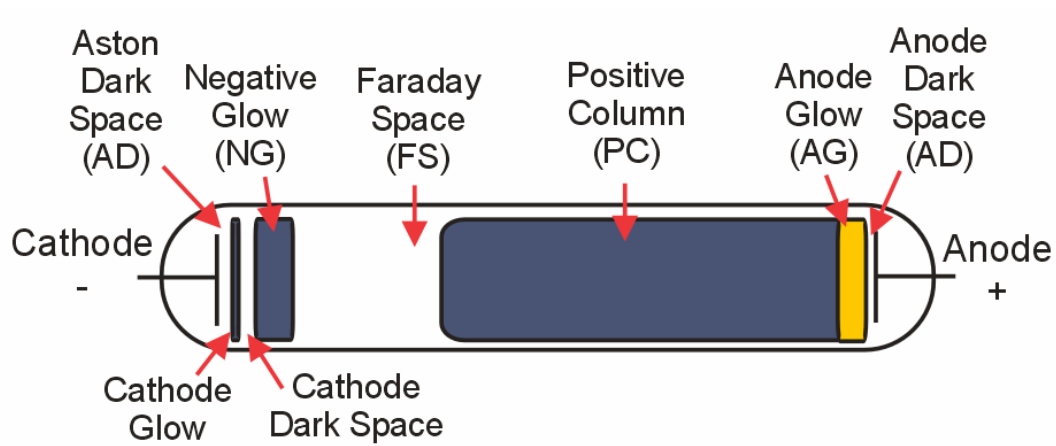 Aston
Dark
Space
(AD)
Negative
Glow
(NG)
Faraday
Space
(FS)
Positive
Column
(PC)
Anode
Glow
(AG)
Anode
Dark
Space
(AD)
Cathode
-
Anode
+
Cathode
Glow
Cathode
Dark Space